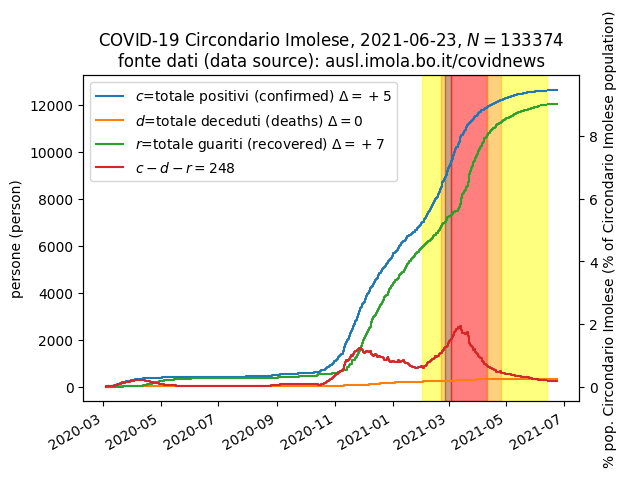 COVID-19 Circondario Imolese, 2021-06-23, N = 133374
fonte dati (data source): ausl.imola.bo.it/covidnews
c=totale positivi (confirmed) Δ = +5
d=totale deceduti (deaths) Δ = 0
r=totale guariti (recovered) Δ = +7
c − d − r = 248
persone (person)
12000
10000
8000
6000
4000
2000
0
8
6
4
2
0
% pop. Circondario Imolese (% of Circondario Imolese population)
2020-03
2020-05
2020-07
2020-09
2020-11
2021-01
2021-03
2021-05
2021-07